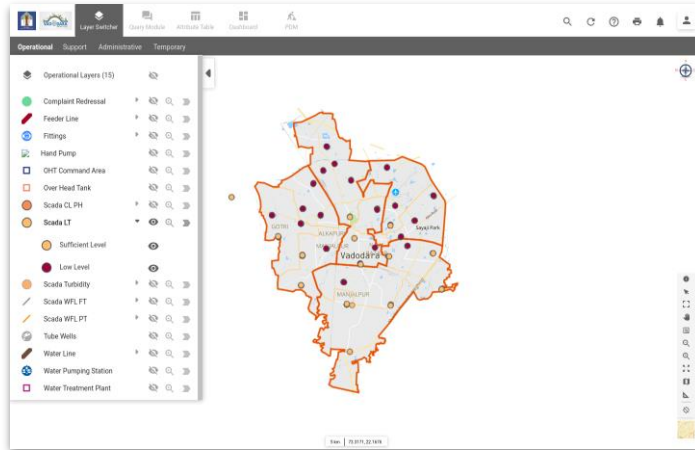 Layer Switcher
Query Module
Attribute Table
Dashboard
PDM
Operational Support Administrative Temporary
Operational Layers (15)
Complaint Redressal
Feeder Line
Fittings
Hand Pump
OHT Command Area
Over Head Tank
Scada CL PH
Scada LT
Sufficient Level
Low Level
Scada Turbidity
Scada WFL FT
Scada WFL PT
Tube Wells
Water Line
Water Pumping Station
Water Treatment Plant
GOTRI
Sayaji Park
ALKAPURI
Vadodara
MANJALPUR